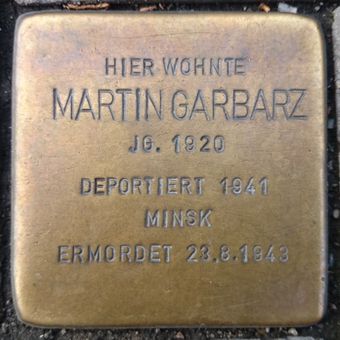 HIER WOHNTE
MARTIN GARBARZ
JG. 1920
DEPORTIERT 1941
MINSK
ERMORDET 23.8.1943